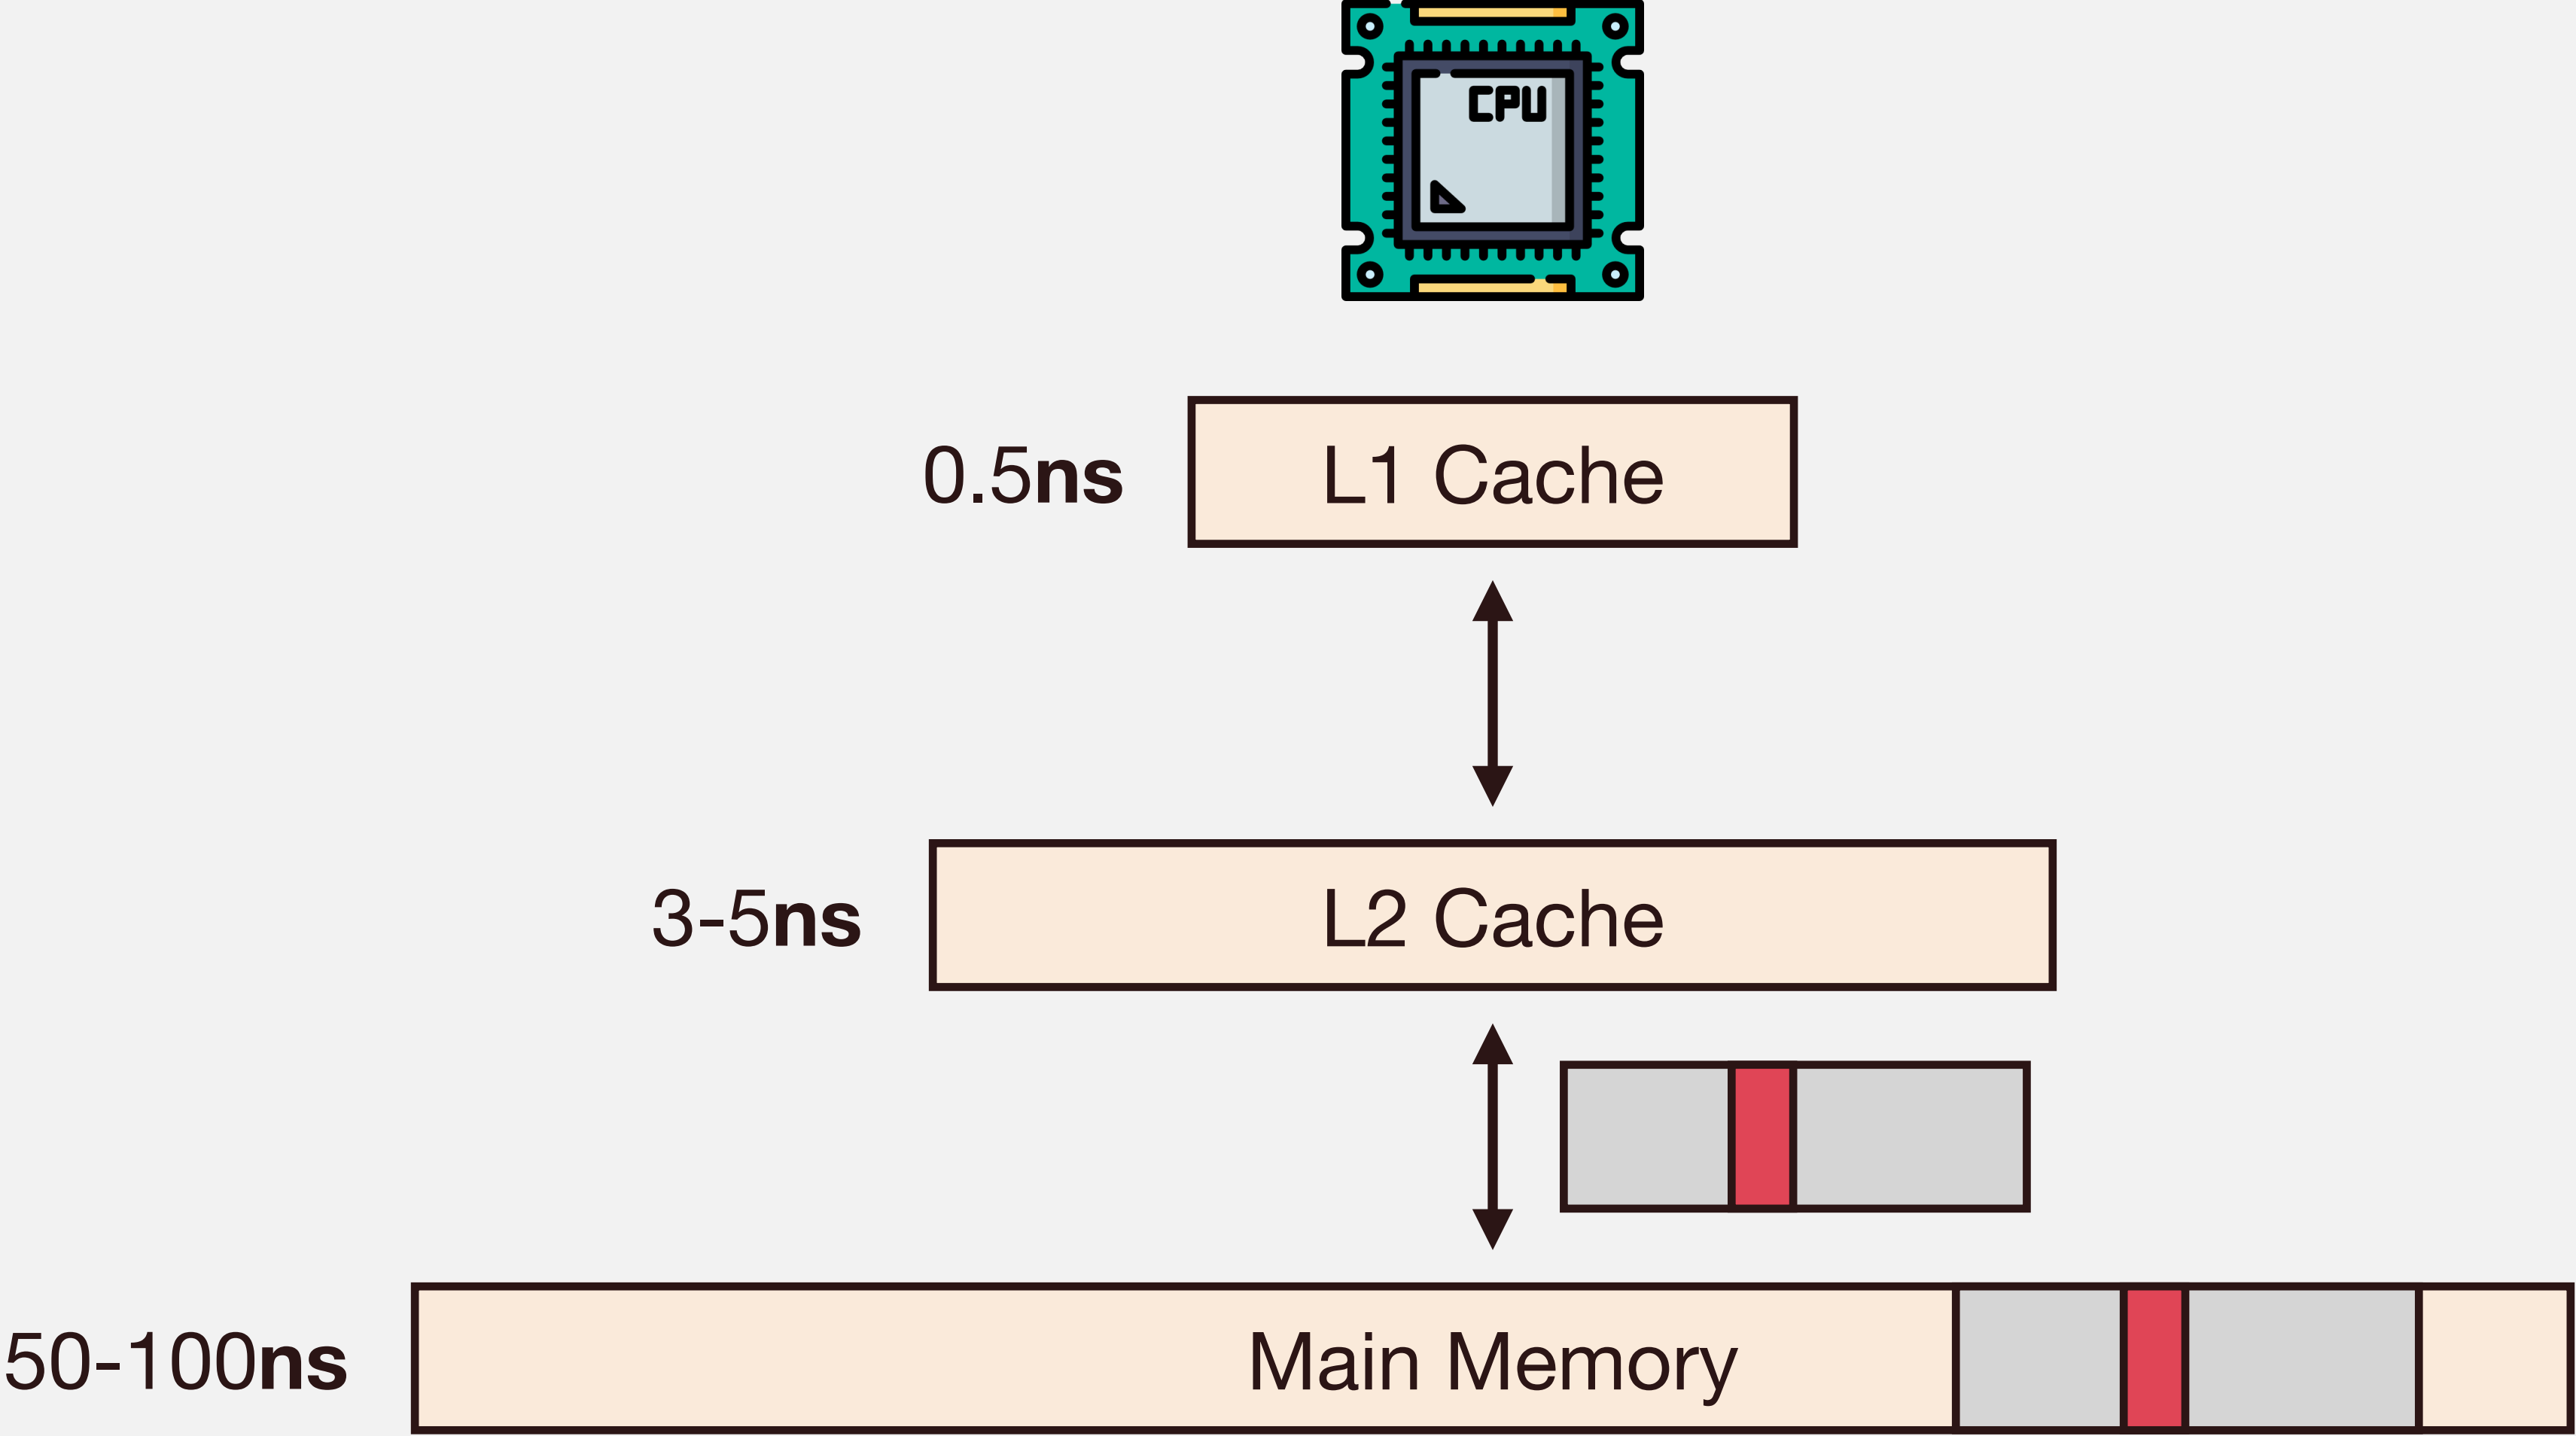 CPU
0.5ns
L1 Cache
3-5ns
L2 Cache
50-100ns
Main Memory